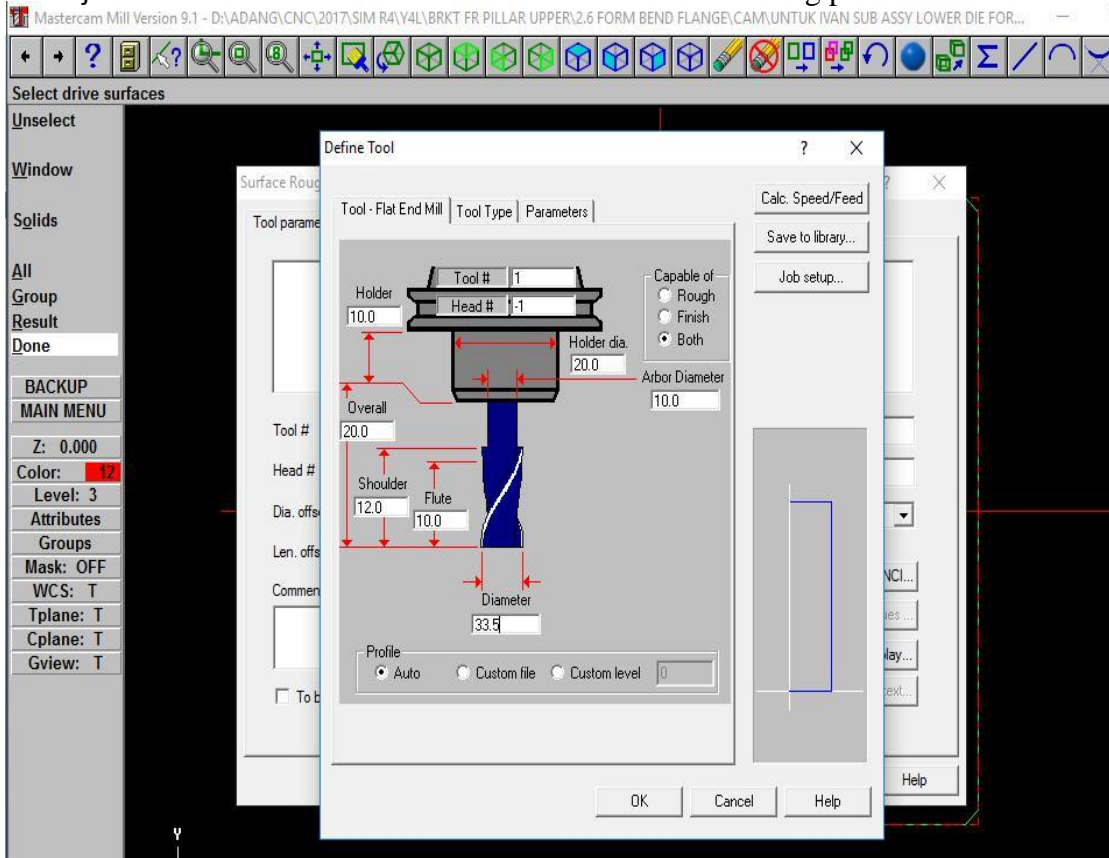 Mastercam Mill Version 9.1 - D:\ADANG\CNC\2017\SIM R4\Y4L\BRKT FR PILLAR UPPER\2.6 FORM BEND FLANGE\CAM\UNTUK IVAN SUB ASSY LOWER DIE FOR...
Select drive surfaces
Unselect
Window
Solids
All
Group
Result
Done
BACKUP
MAIN MENU
Z: 0.000
Color: 12
Level: 3
Attributes
Groups
Mask: OFF
WCS: T
Tplane: T
Cplane: T
Gview: T
Surface Roug
Tool parame
Tool #
Head #
Dia. offs
Len. offs
Commen
To b
Define Tool
Tool - Flat End Mill
Tool Type
Parameters
Calc. Speed/Feed
Save to library...
Job setup...
Tool # 1
Head # -1
Holder
10.0
Capable of
Rough
Finish
Both
Holder dia.
20.0
Arbor Diameter
10.0
Overall
20.0
Shoulder
12.0
Flute
10.0
Diameter
33.5
Profile
Auto
Custom file
Custom level
0
OK
Cancel
Help
NCI...
ues ...
lay...
text...
Help
Y